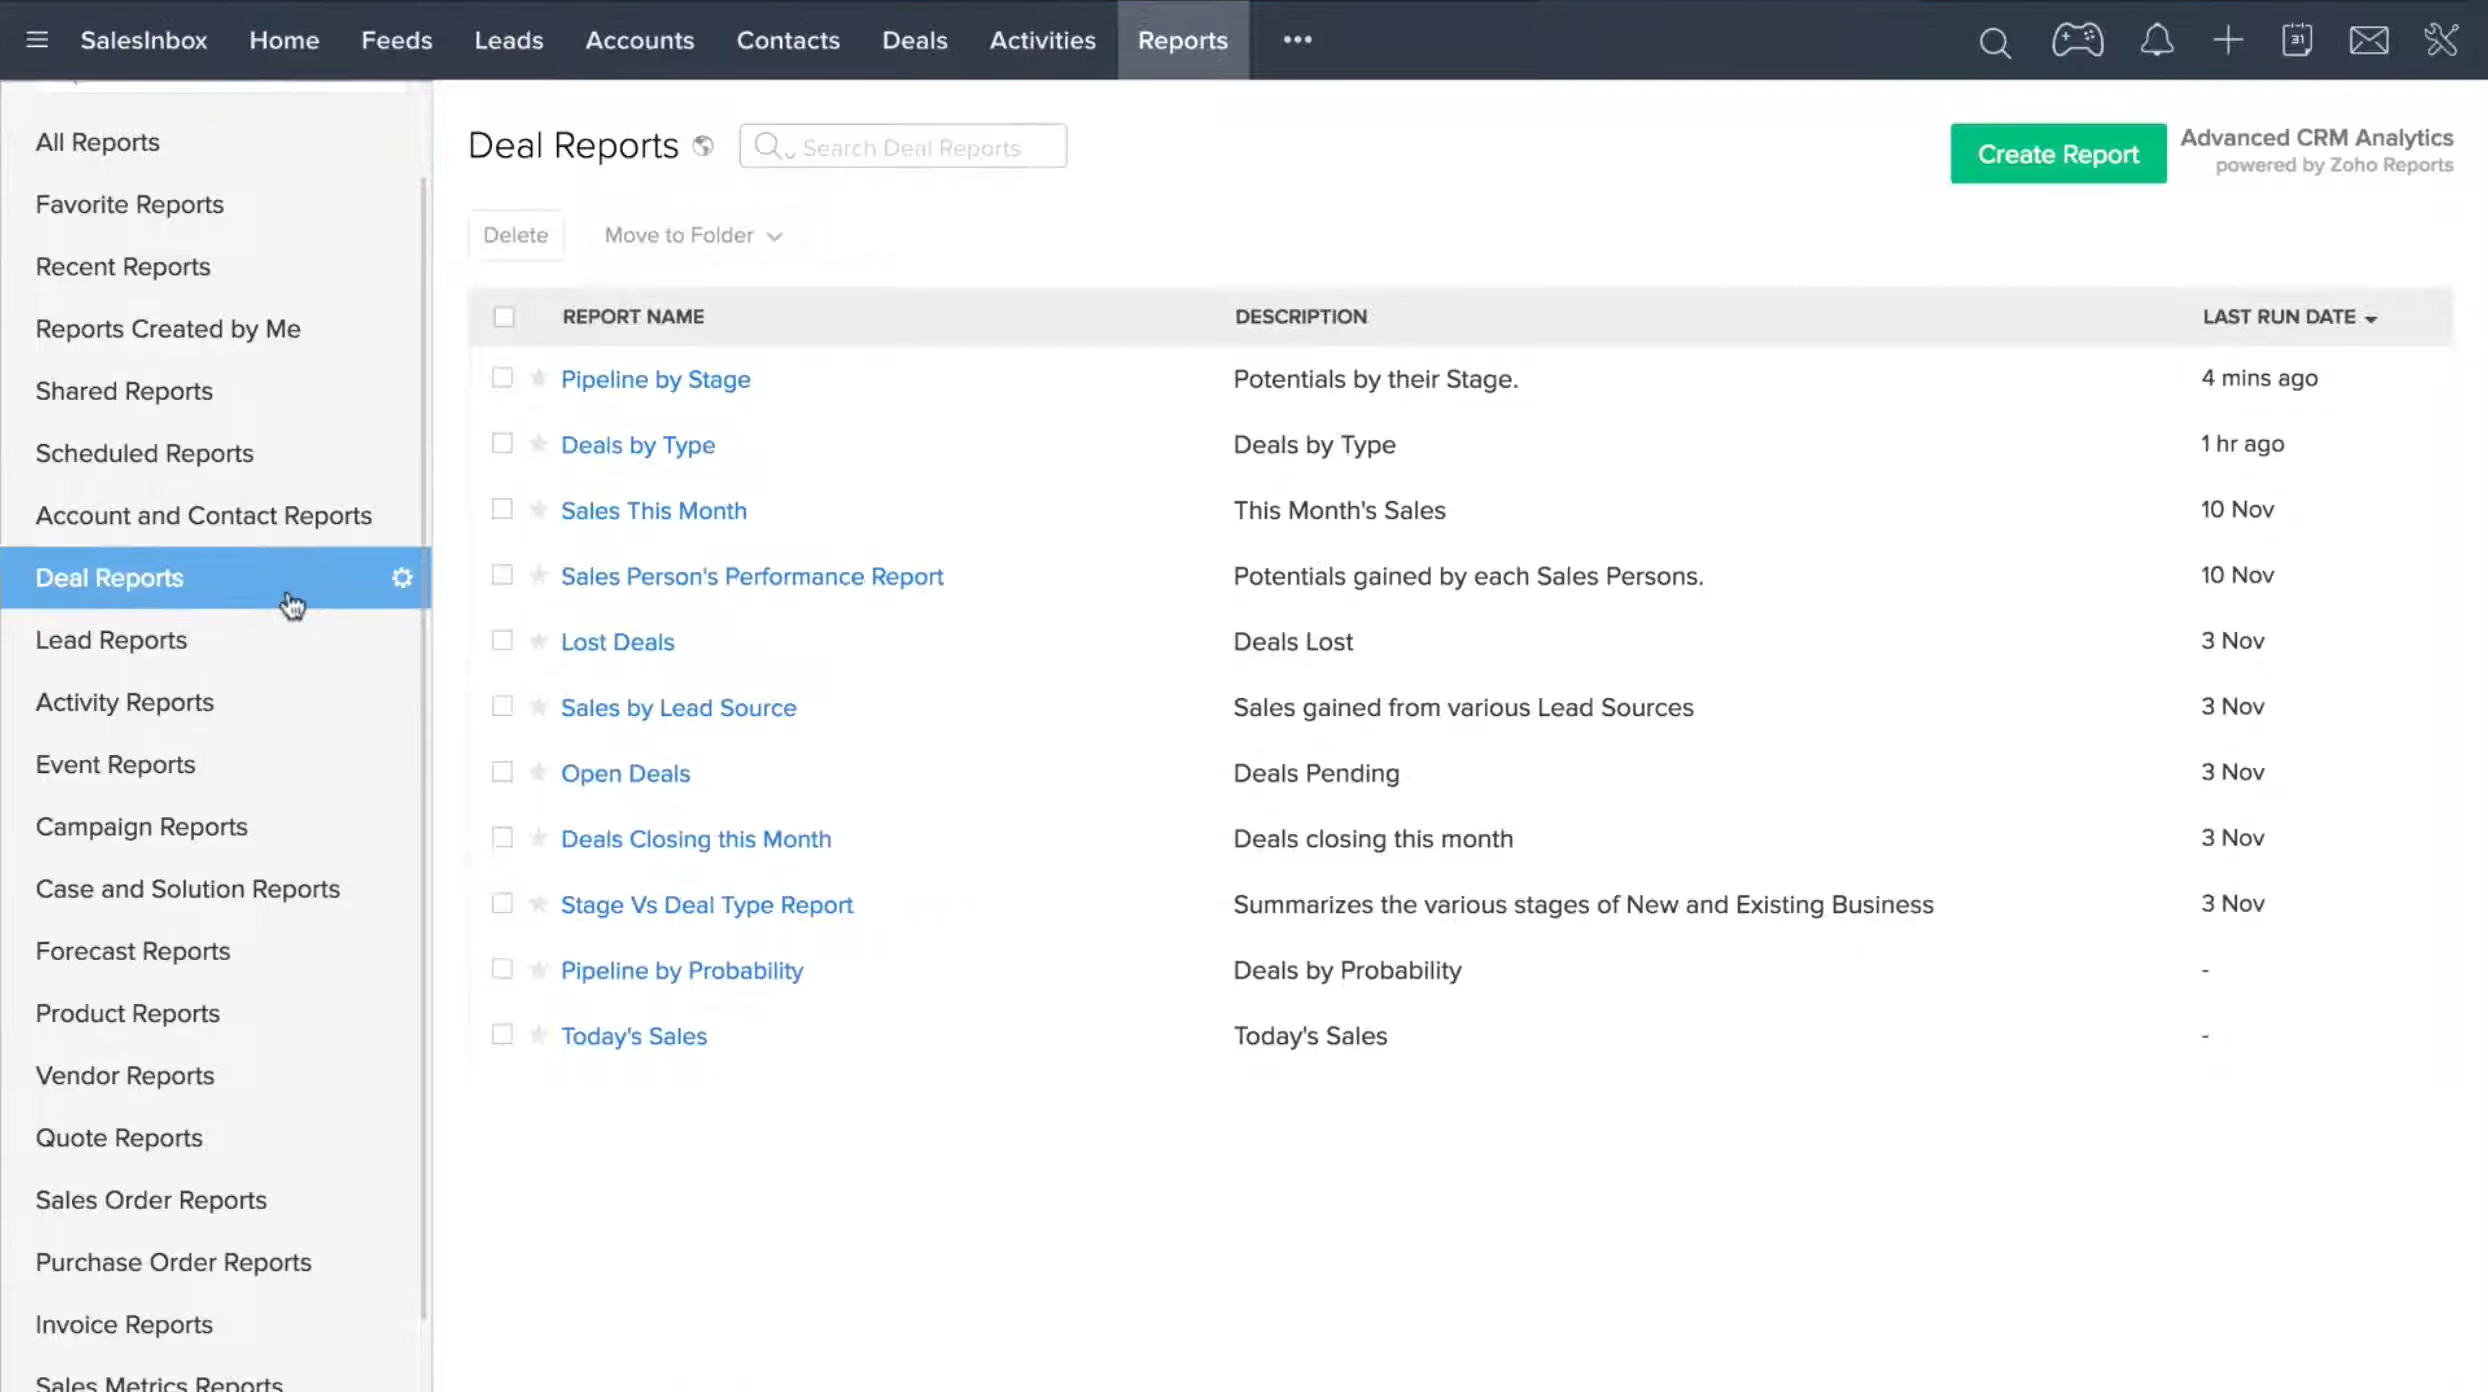 SalesInbox Home Feeds Leads Accounts Contacts Deals Activities Reports ••• 31
All Reports
Favorite Reports
Recent Reports
Reports Created by Me
Shared Reports
Scheduled Reports
Account and Contact Reports
Deal Reports
Lead Reports
Activity Reports
Event Reports
Campaign Reports
Case and Solution Reports
Forecast Reports
Product Reports
Vendor Reports
Quote Reports
Sales Order Reports
Purchase Order Reports
Invoice Reports
Sales Metrics Reports
Deal Reports Search Deal Reports
Create Report
Advanced CRM Analytics
powered by Zoho Reports
Delete Move to Folder
REPORT NAME DESCRIPTION LAST RUN DATE
Pipeline by Stage Potentials by their Stage. 4 mins ago
Deals by Type Deals by Type 1 hr ago
Sales This Month This Month's Sales 10 Nov
Sales Person's Performance Report Potentials gained by each Sales Persons. 10 Nov
Lost Deals Deals Lost 3 Nov
Sales by Lead Source Sales gained from various Lead Sources 3 Nov
Open Deals Deals Pending 3 Nov
Deals Closing this Month Deals closing this month 3 Nov
Stage Vs Deal Type Report Summarizes the various stages of New and Existing Business 3 Nov
Pipeline by Probability Deals by Probability -
Today's Sales Today's Sales -